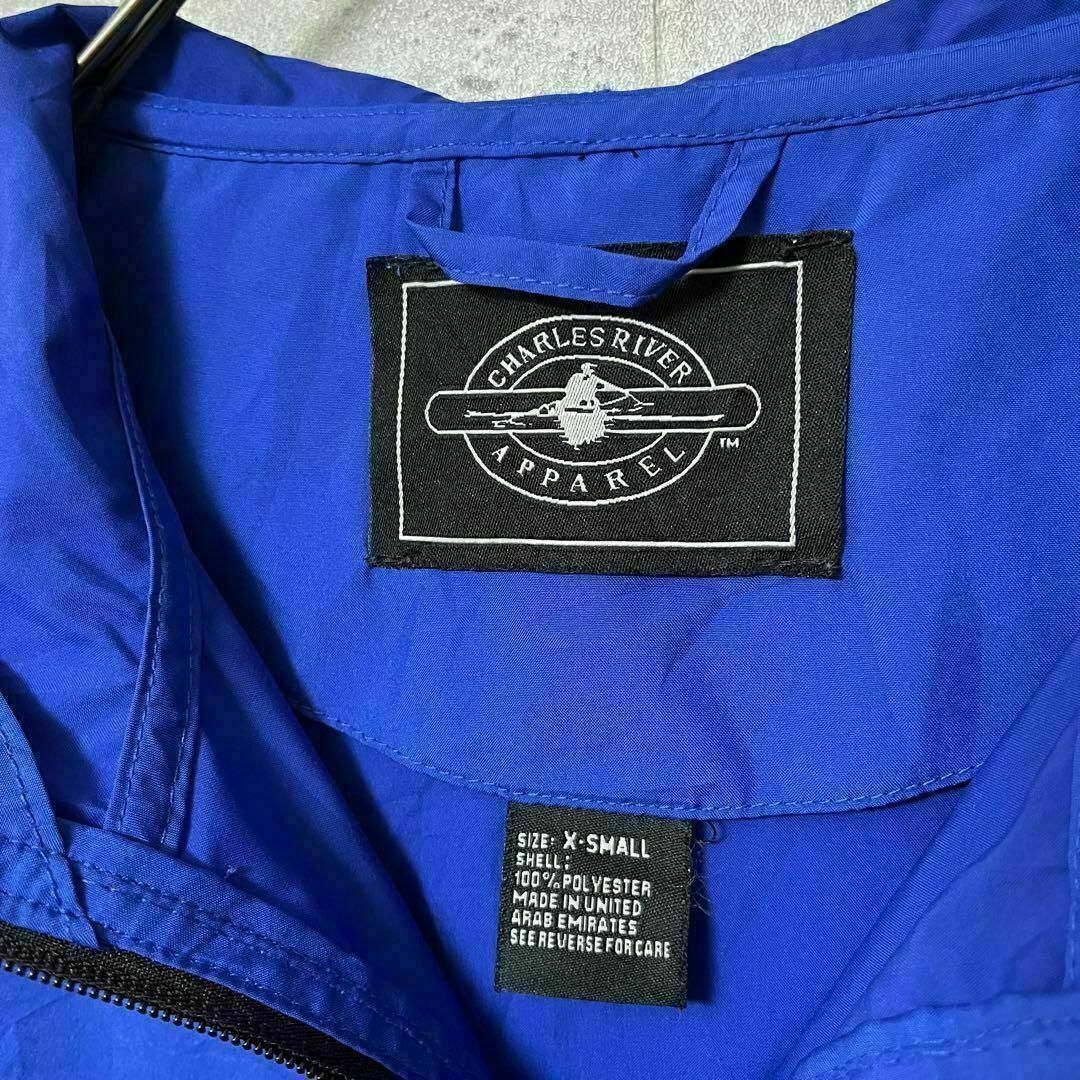 CHARLES RIVER
APPAREL
TM
SIZE: X-SMALL
SHELL:
100% POLYESTER
MADE IN UNITED
ARAB EMIRATES
SEE REVERSE FOR CARE